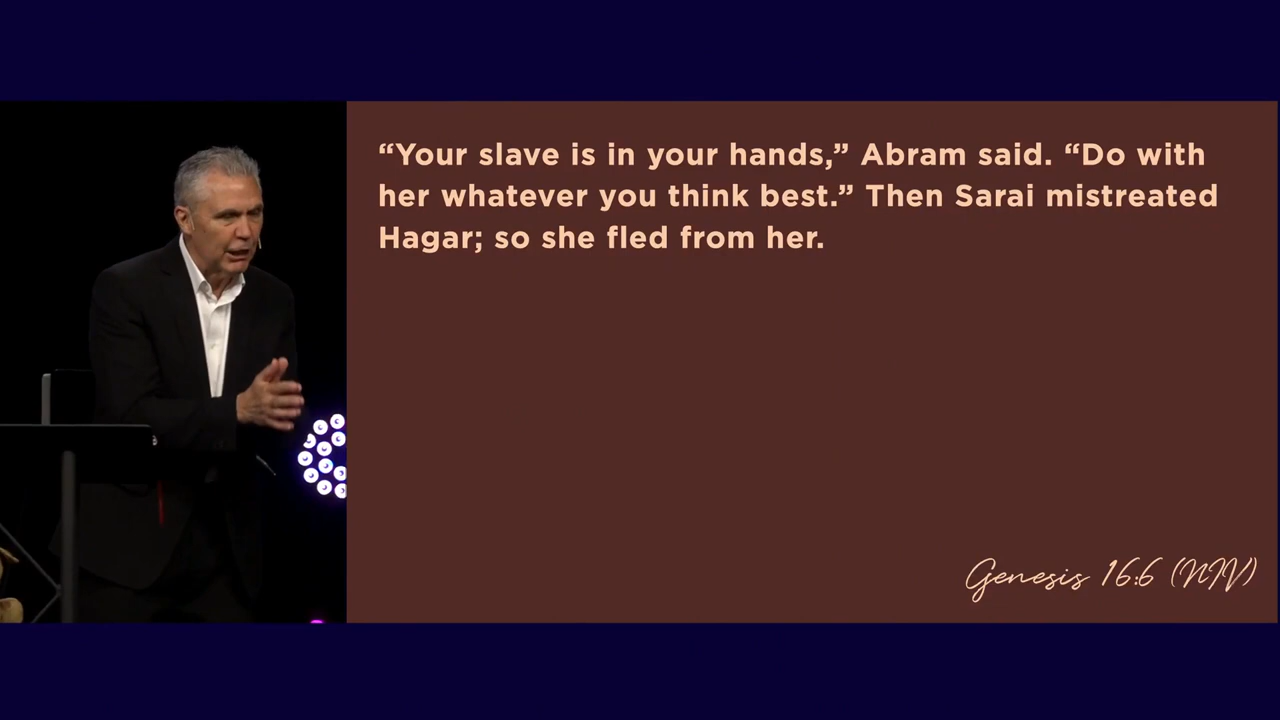 “Your slave is in your hands,” Abram said. “Do with
her whatever you think best.” Then Sarai mistreated
Hagar; so she fled from her.
Genesis 16:6 (NIV)